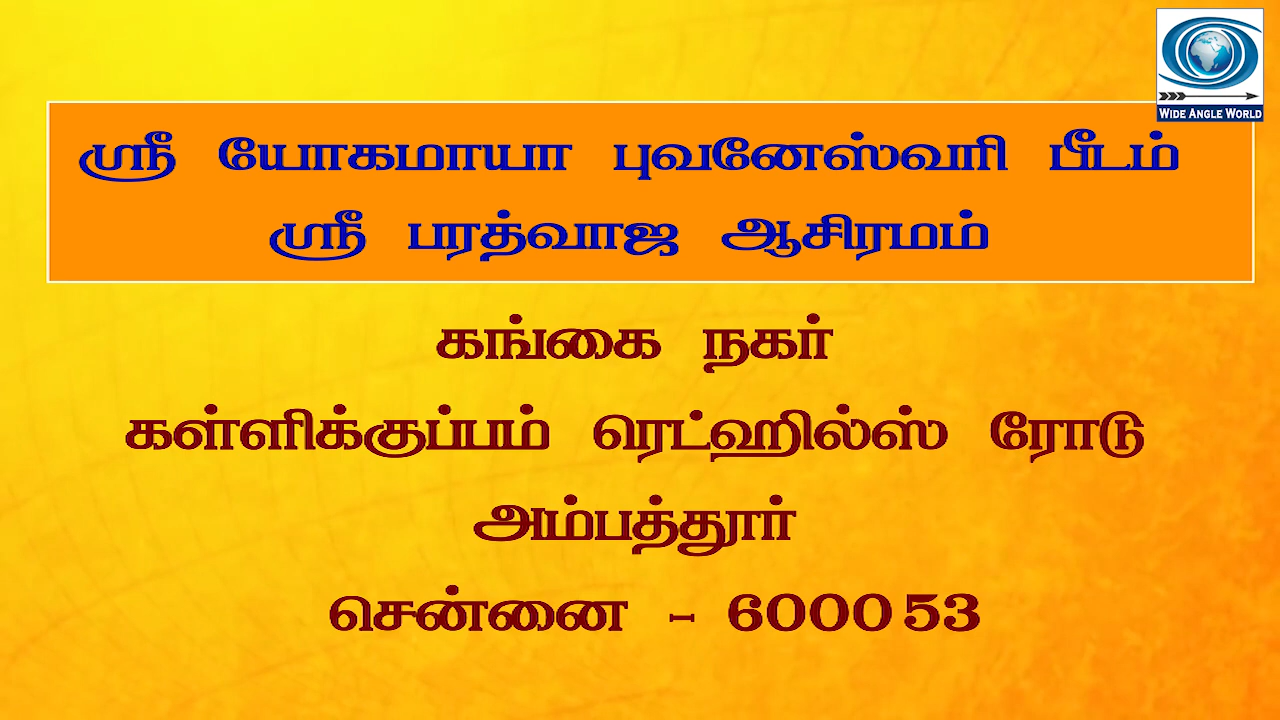 WIDE ANGLE WORLD
ஸ்ரீ யோகமாயா புவனேஸ்வரி பீடம்
ஸ்ரீ பரத்வாஜ ஆசிரமம்
கங்கை நகர்
கள்ளிக்குப்பம் ரெட்ஹில்ஸ் ரோடு
அம்பத்தூர்
சென்னை - 600053